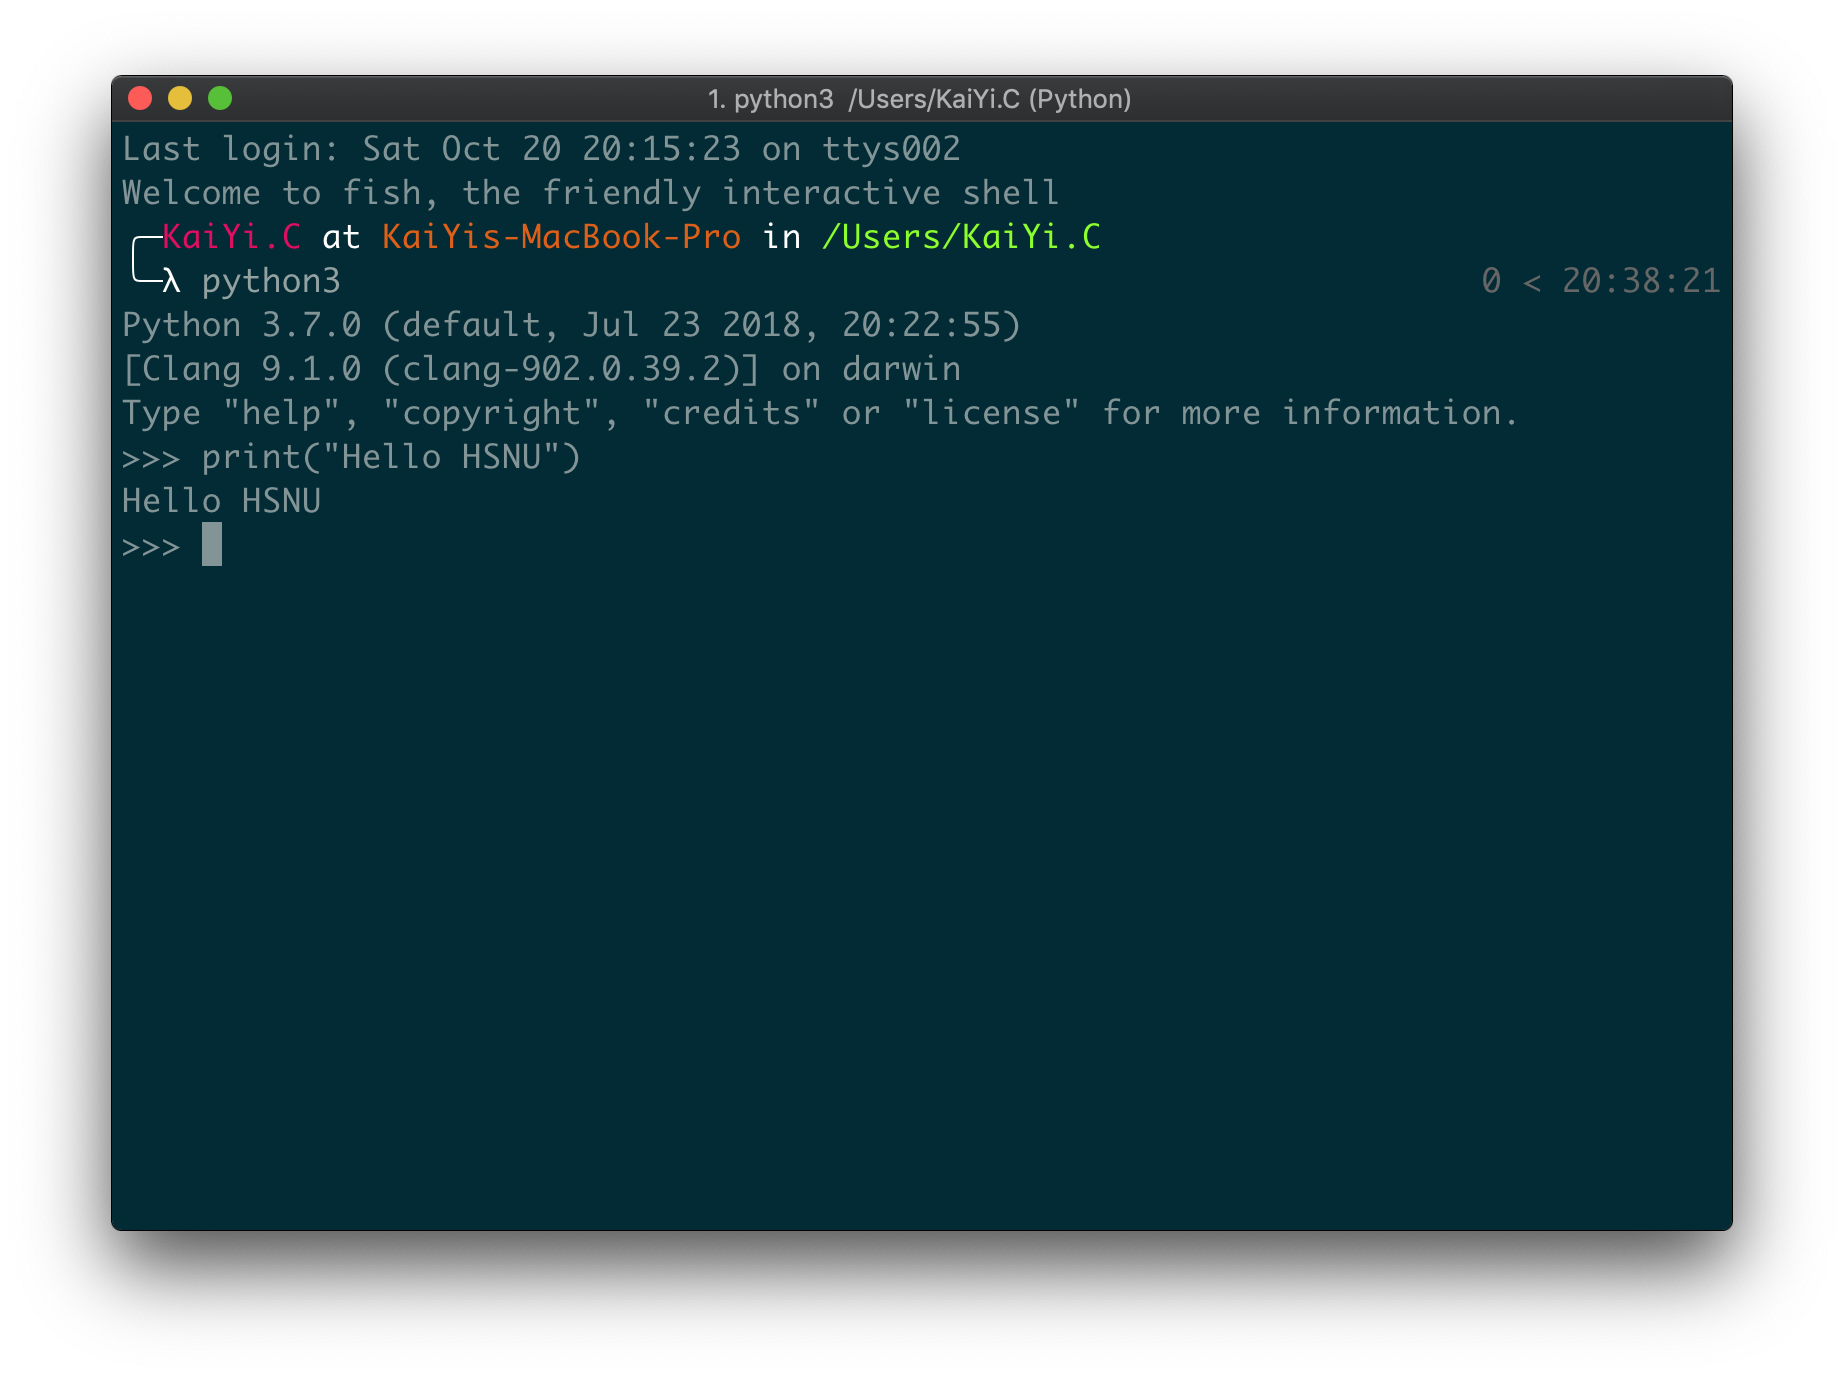 1. python3  /Users/KaiYi.C (Python)
Last login: Sat Oct 20 20:15:23 on ttys002
Welcome to fish, the friendly interactive shell
╭─KaiYi.C at KaiYis-MacBook-Pro in /Users/KaiYi.C
╰─λ python3 0 < 20:38:21
Python 3.7.0 (default, Jul 23 2018, 20:22:55)
[Clang 9.1.0 (clang-902.0.39.2)] on darwin
Type "help", "copyright", "credits" or "license" for more information.
>>> print("Hello HSNU")
Hello HSNU
>>>